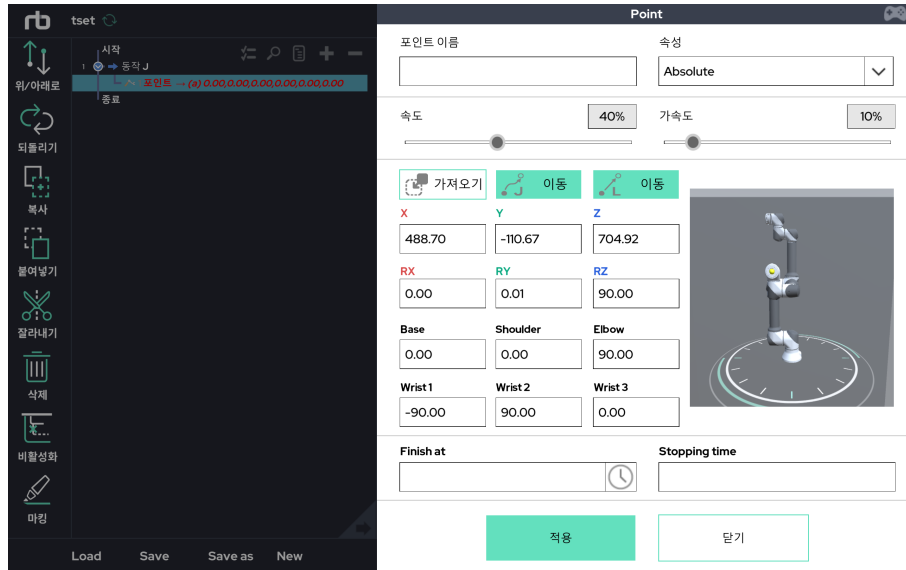 rb
tset
시작
1 동작 J
포인트 → (a) 0.00,0.00,0.00,0.00,0.00,0.00
종료
위/아래로
되돌리기
복사
붙여넣기
잘라내기
삭제
비활성화
마킹
Load Save Save as New
Point
포인트 이름 속성
Absolute
속도 40% 가속도 10%
가져오기 J 이동 L 이동
X Y Z
488.70 -110.67 704.92
RX RY RZ
0.00 0.01 90.00
Base Shoulder Elbow
0.00 0.00 90.00
Wrist 1 Wrist 2 Wrist 3
-90.00 90.00 0.00
Finish at Stopping time
적용 닫기